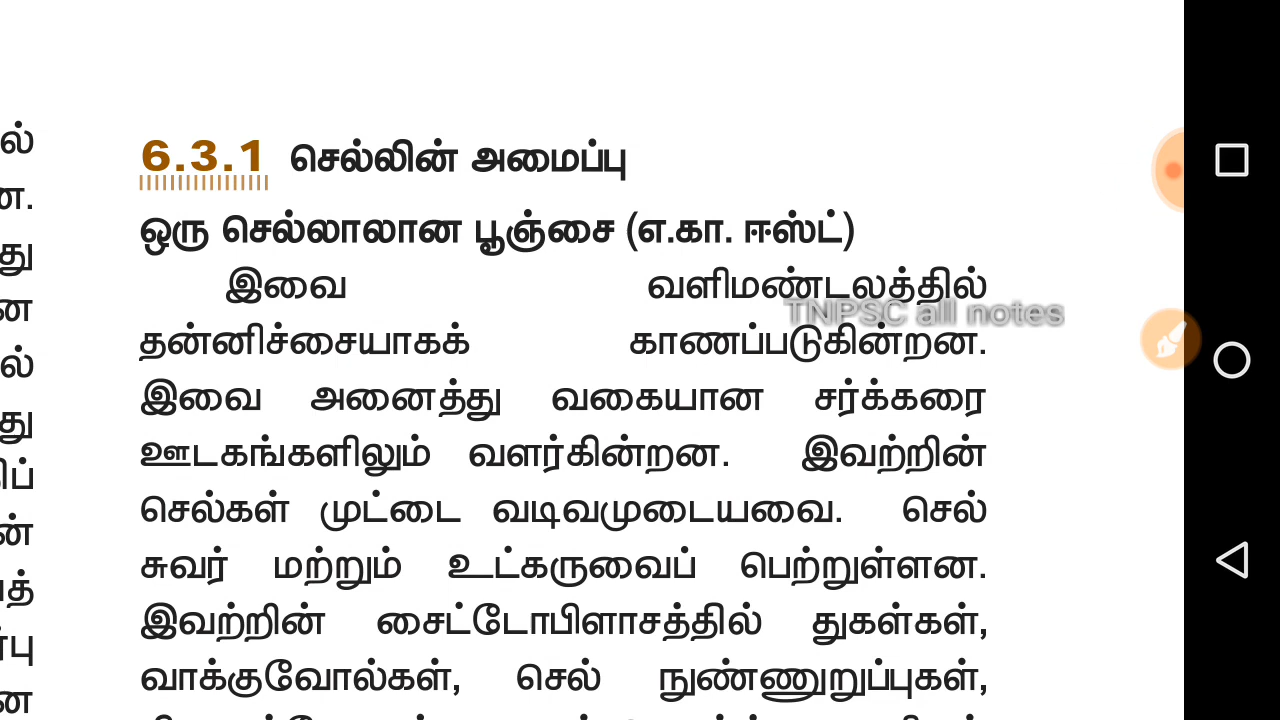 6.3.1 செல்லின் அமைப்பு
ஒரு செல்லாலான பூஞ்சை (எ.கா. ஈஸ்ட்)
இவை வளிமண்டலத்தில்
TNPSC all notes
தன்னிச்சையாகக் காணப்படுகின்றன.
இவை அனைத்து வகையான சர்க்கரை
ஊடகங்களிலும் வளர்கின்றன. இவற்றின்
செல்கள் முட்டை வடிவமுடையவை. செல்
சுவர் மற்றும் உட்கருவைப் பெற்றுள்ளன.
இவற்றின் சைட்டோபிளாசத்தில் துகள்கள்,
வாக்குவோல்கள், செல் நுண்ணுறுப்புகள்,